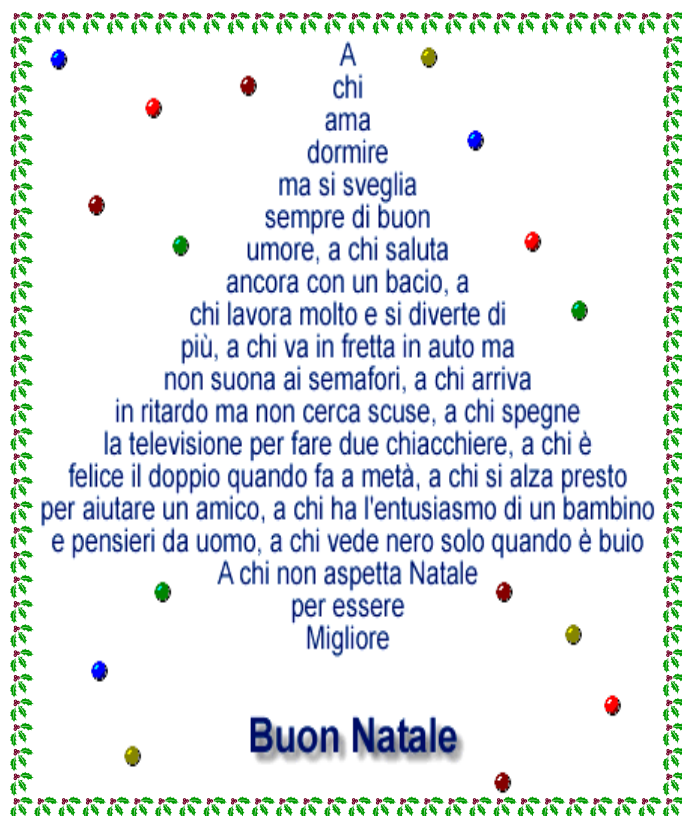 A
chi
ama
dormire
ma si sveglia
sempre di buon
umore, a chi saluta
ancora con un bacio, a
chi lavora molto e si diverte di
più, a chi va in fretta in auto ma
non suona ai semafori, a chi arriva
in ritardo ma non cerca scuse, a chi spegne
la televisione per fare due chiacchiere, a chi è
felice il doppio quando fa a metà, a chi si alza presto
per aiutare un amico, a chi ha l'entusiasmo di un bambino
e pensieri da uomo, a chi vede nero solo quando è buio
A chi non aspetta Natale
per essere
Migliore
Buon Natale